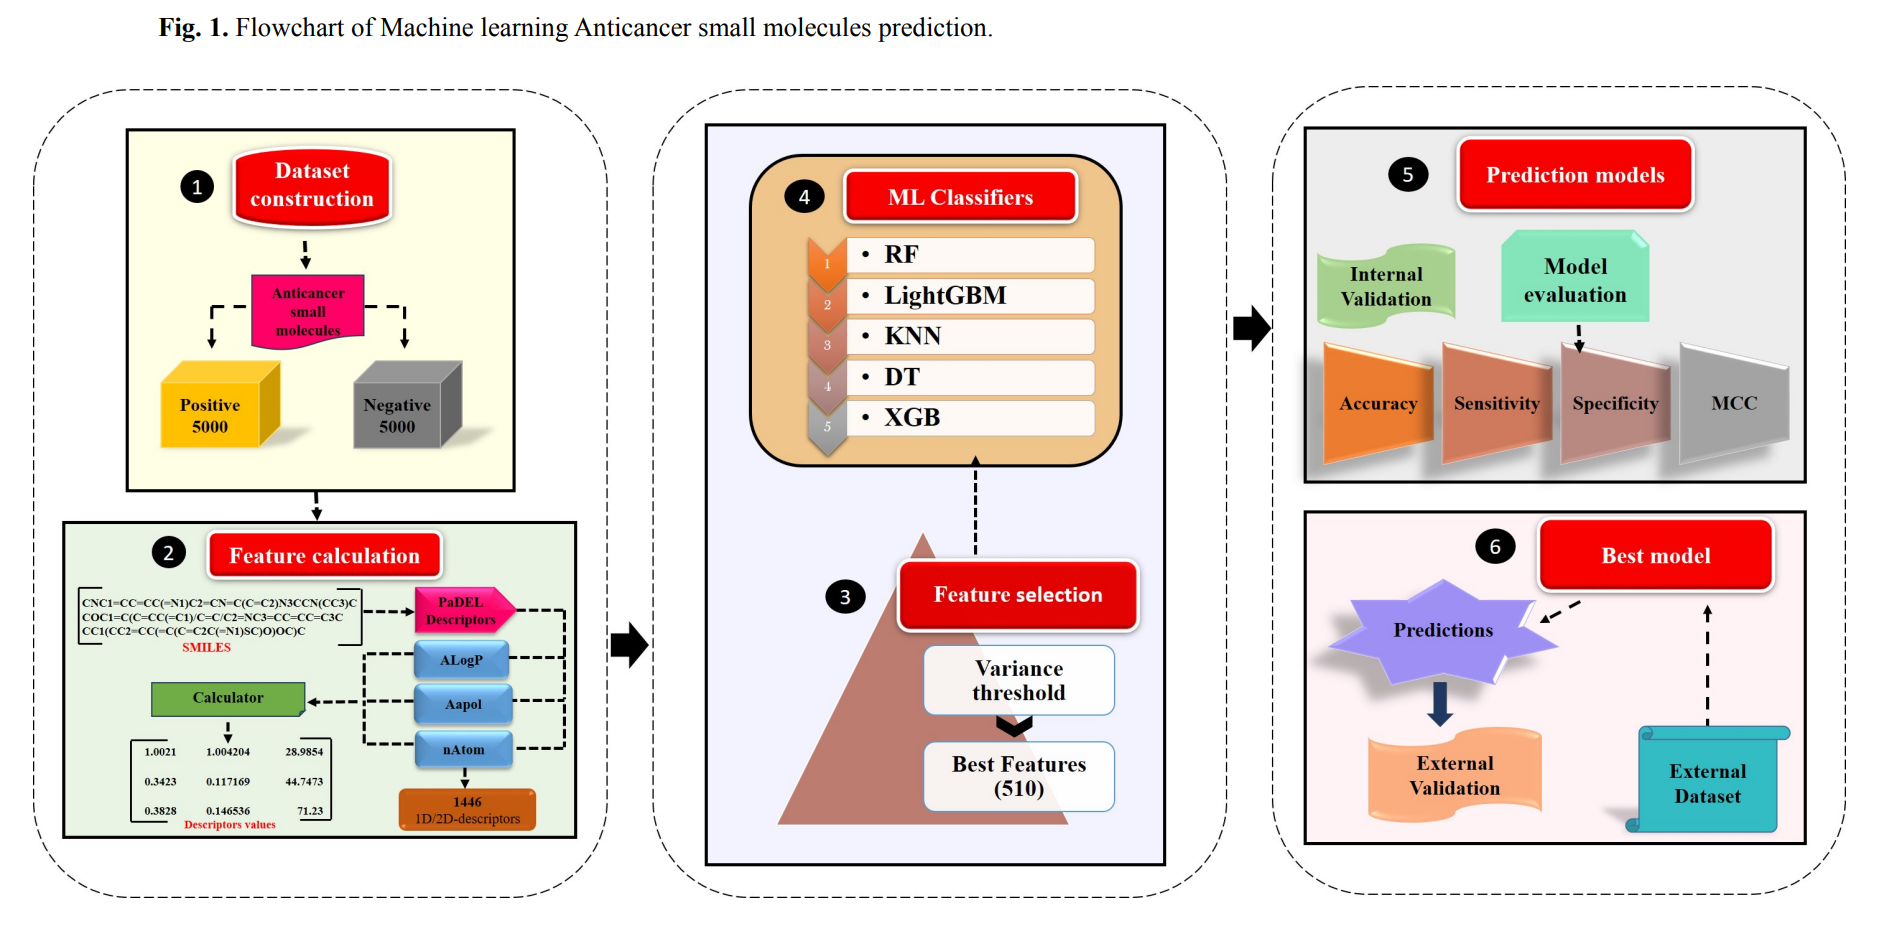 Fig. 1. Flowchart of Machine learning Anticancer small molecules prediction.
1
Dataset
construction
Anticancer
small
molecules
Positive
5000
Negative
5000
2
Feature calculation
CNC1=CC=CC(=N1)C2=CN=C(C=C2)N3CCN(CC3)C
COC1=C(C=CC(=C1)/C=C/C2=NC3=CC=CC=C3C
CC1(CC2=CC(=C(C=C2C(=N1)SC)O)OC)C
SMILES
PaDEL
Descriptors
ALogP
Aapol
nAtom
Calculator
1.0021 1.004204 28.9854
0.3423 0.117169 44.7473
0.3828 0.146536 71.23
Descriptors values
1446
1D/2D-descriptors
4
ML Classifiers
1 • RF
2 • LightGBM
3 • KNN
4 • DT
5 • XGB
3
Feature selection
Variance
threshold
Best Features
(510)
5
Prediction models
Internal
Validation
Model
evaluation
Accuracy
Sensitivity
Specificity
MCC
6
Best model
Predictions
External
Validation
External
Dataset